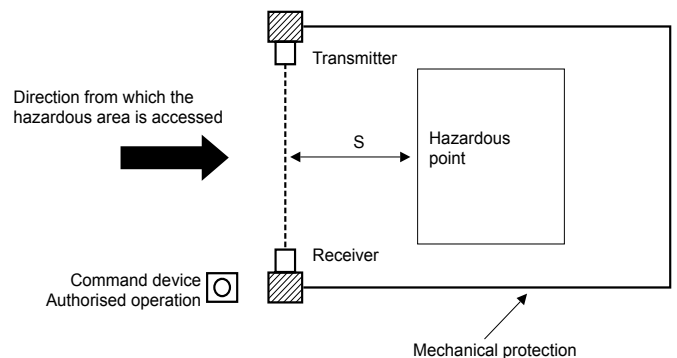 Transmitter
Direction from which the
hazardous area is accessed
S
Hazardous
point
Receiver
Command device
Authorised operation
Mechanical protection